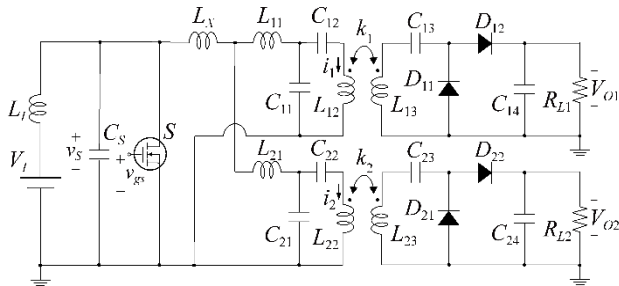 L_X L_11 C_12 k_1 C_13 D_12
i_1
L_I C_11 L_12 L_13 D_11 C_14 R_L1 − V_O1 −
+ v_S − C_S S + v_gs −
V_I
L_21 C_22 k_2 C_23 D_22
i_2
C_21 L_22 L_23 D_21 C_24 R_L2 − V_O2 −